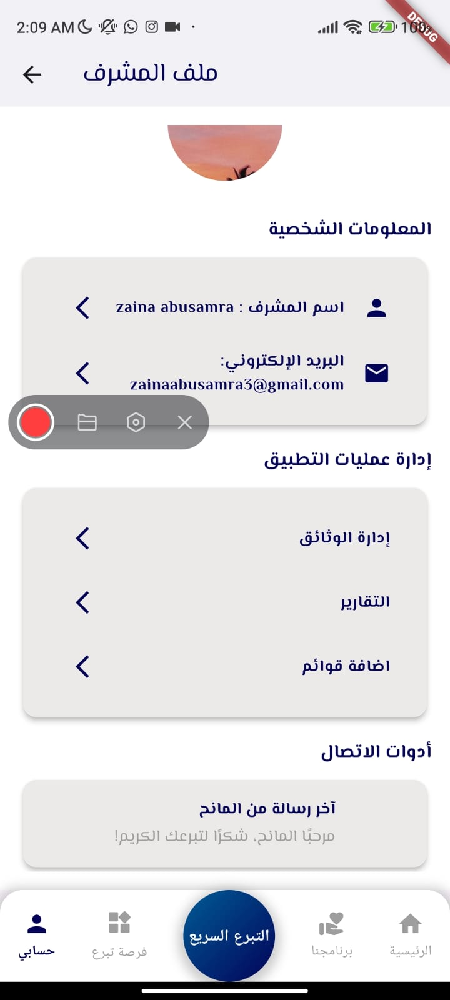 2:09 AM
100%
DEBUG
ملف المشرف
المعلومات الشخصية
اسم المشرف : zaina abusamra
البريد الإلكتروني:
zainaabusamra3@gmail.com
إدارة عمليات التطبيق
إدارة الوثائق
التقارير
اضافة قوائم
أدوات الاتصال
آخر رسالة من المانح
مرحبًا المانح، شكرًا لتبرعك الكريم!
الرئيسية
برنامجنا
التبرع السريع
فرصة تبرع
حسابي